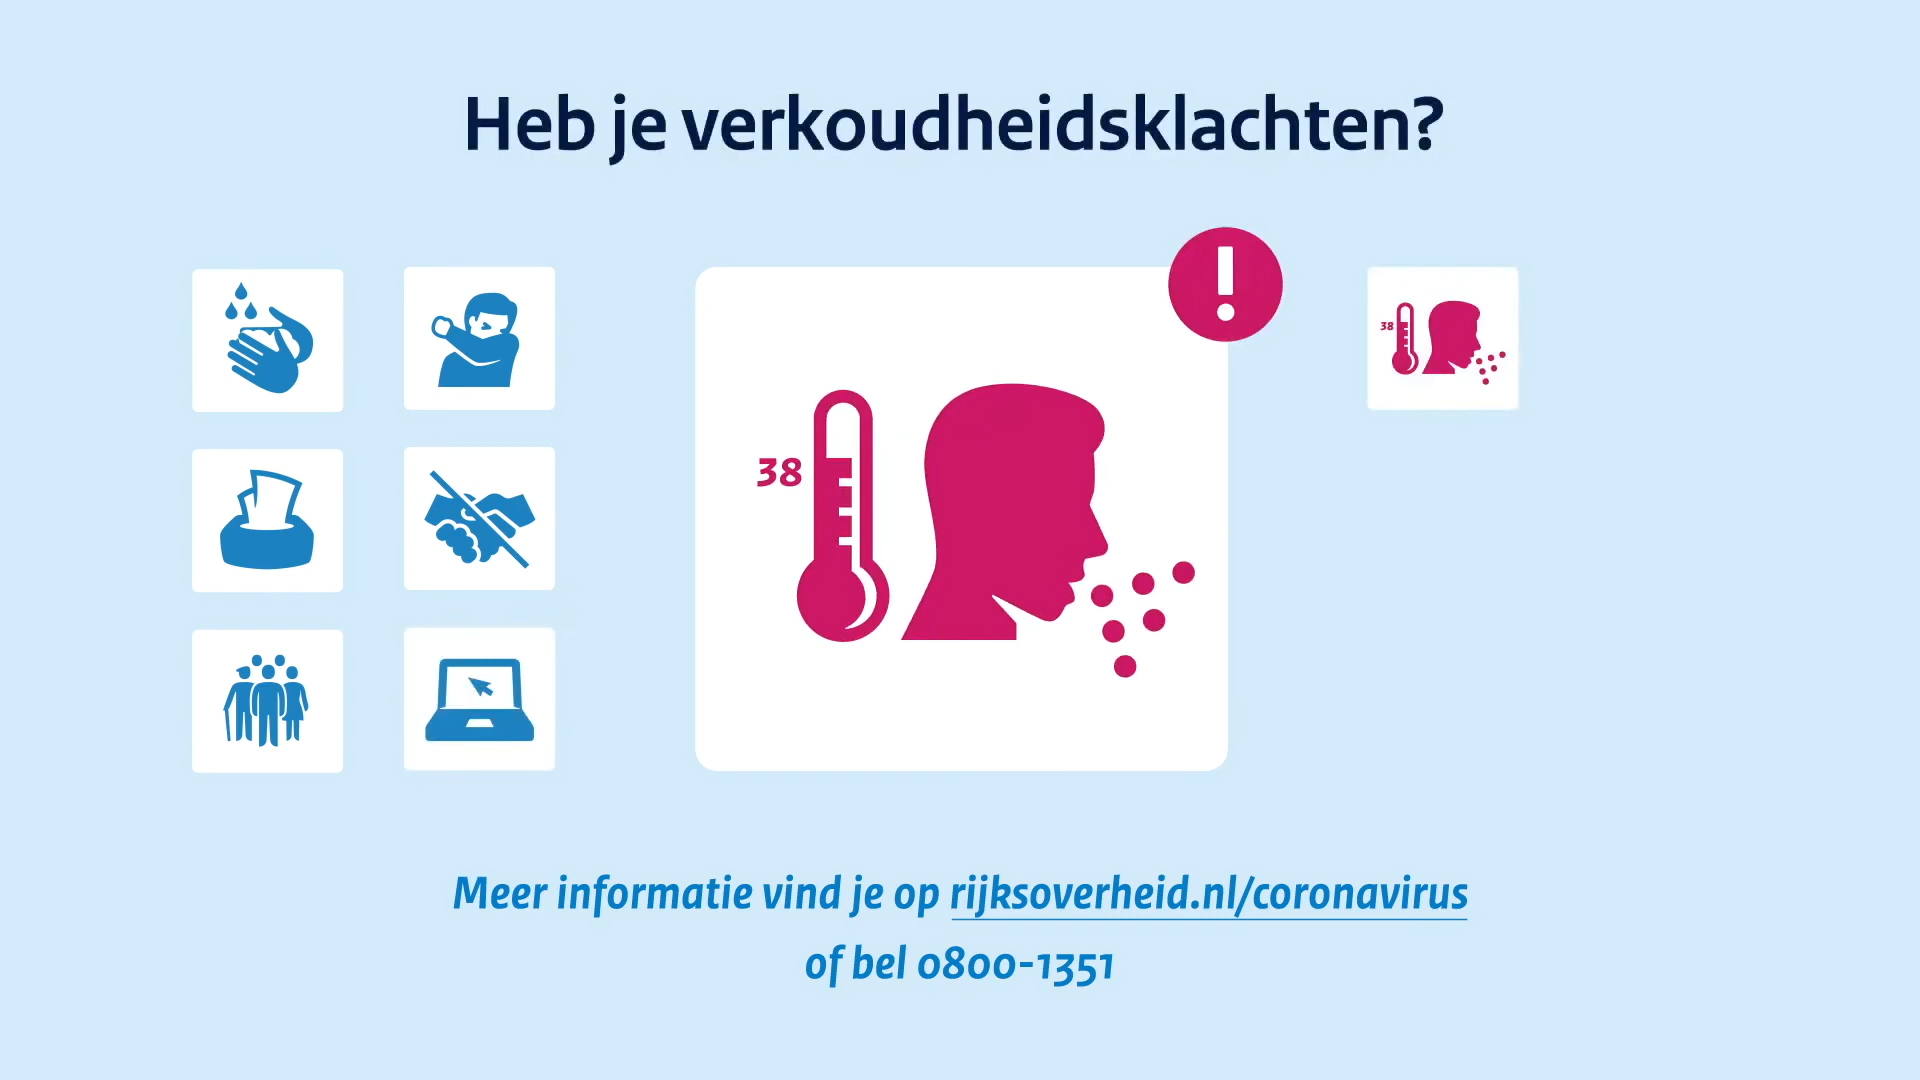 Heb je verkoudheidsklachten?
38
38
Meer informatie vind je op rijksoverheid.nl/coronavirus
of bel 0800-1351